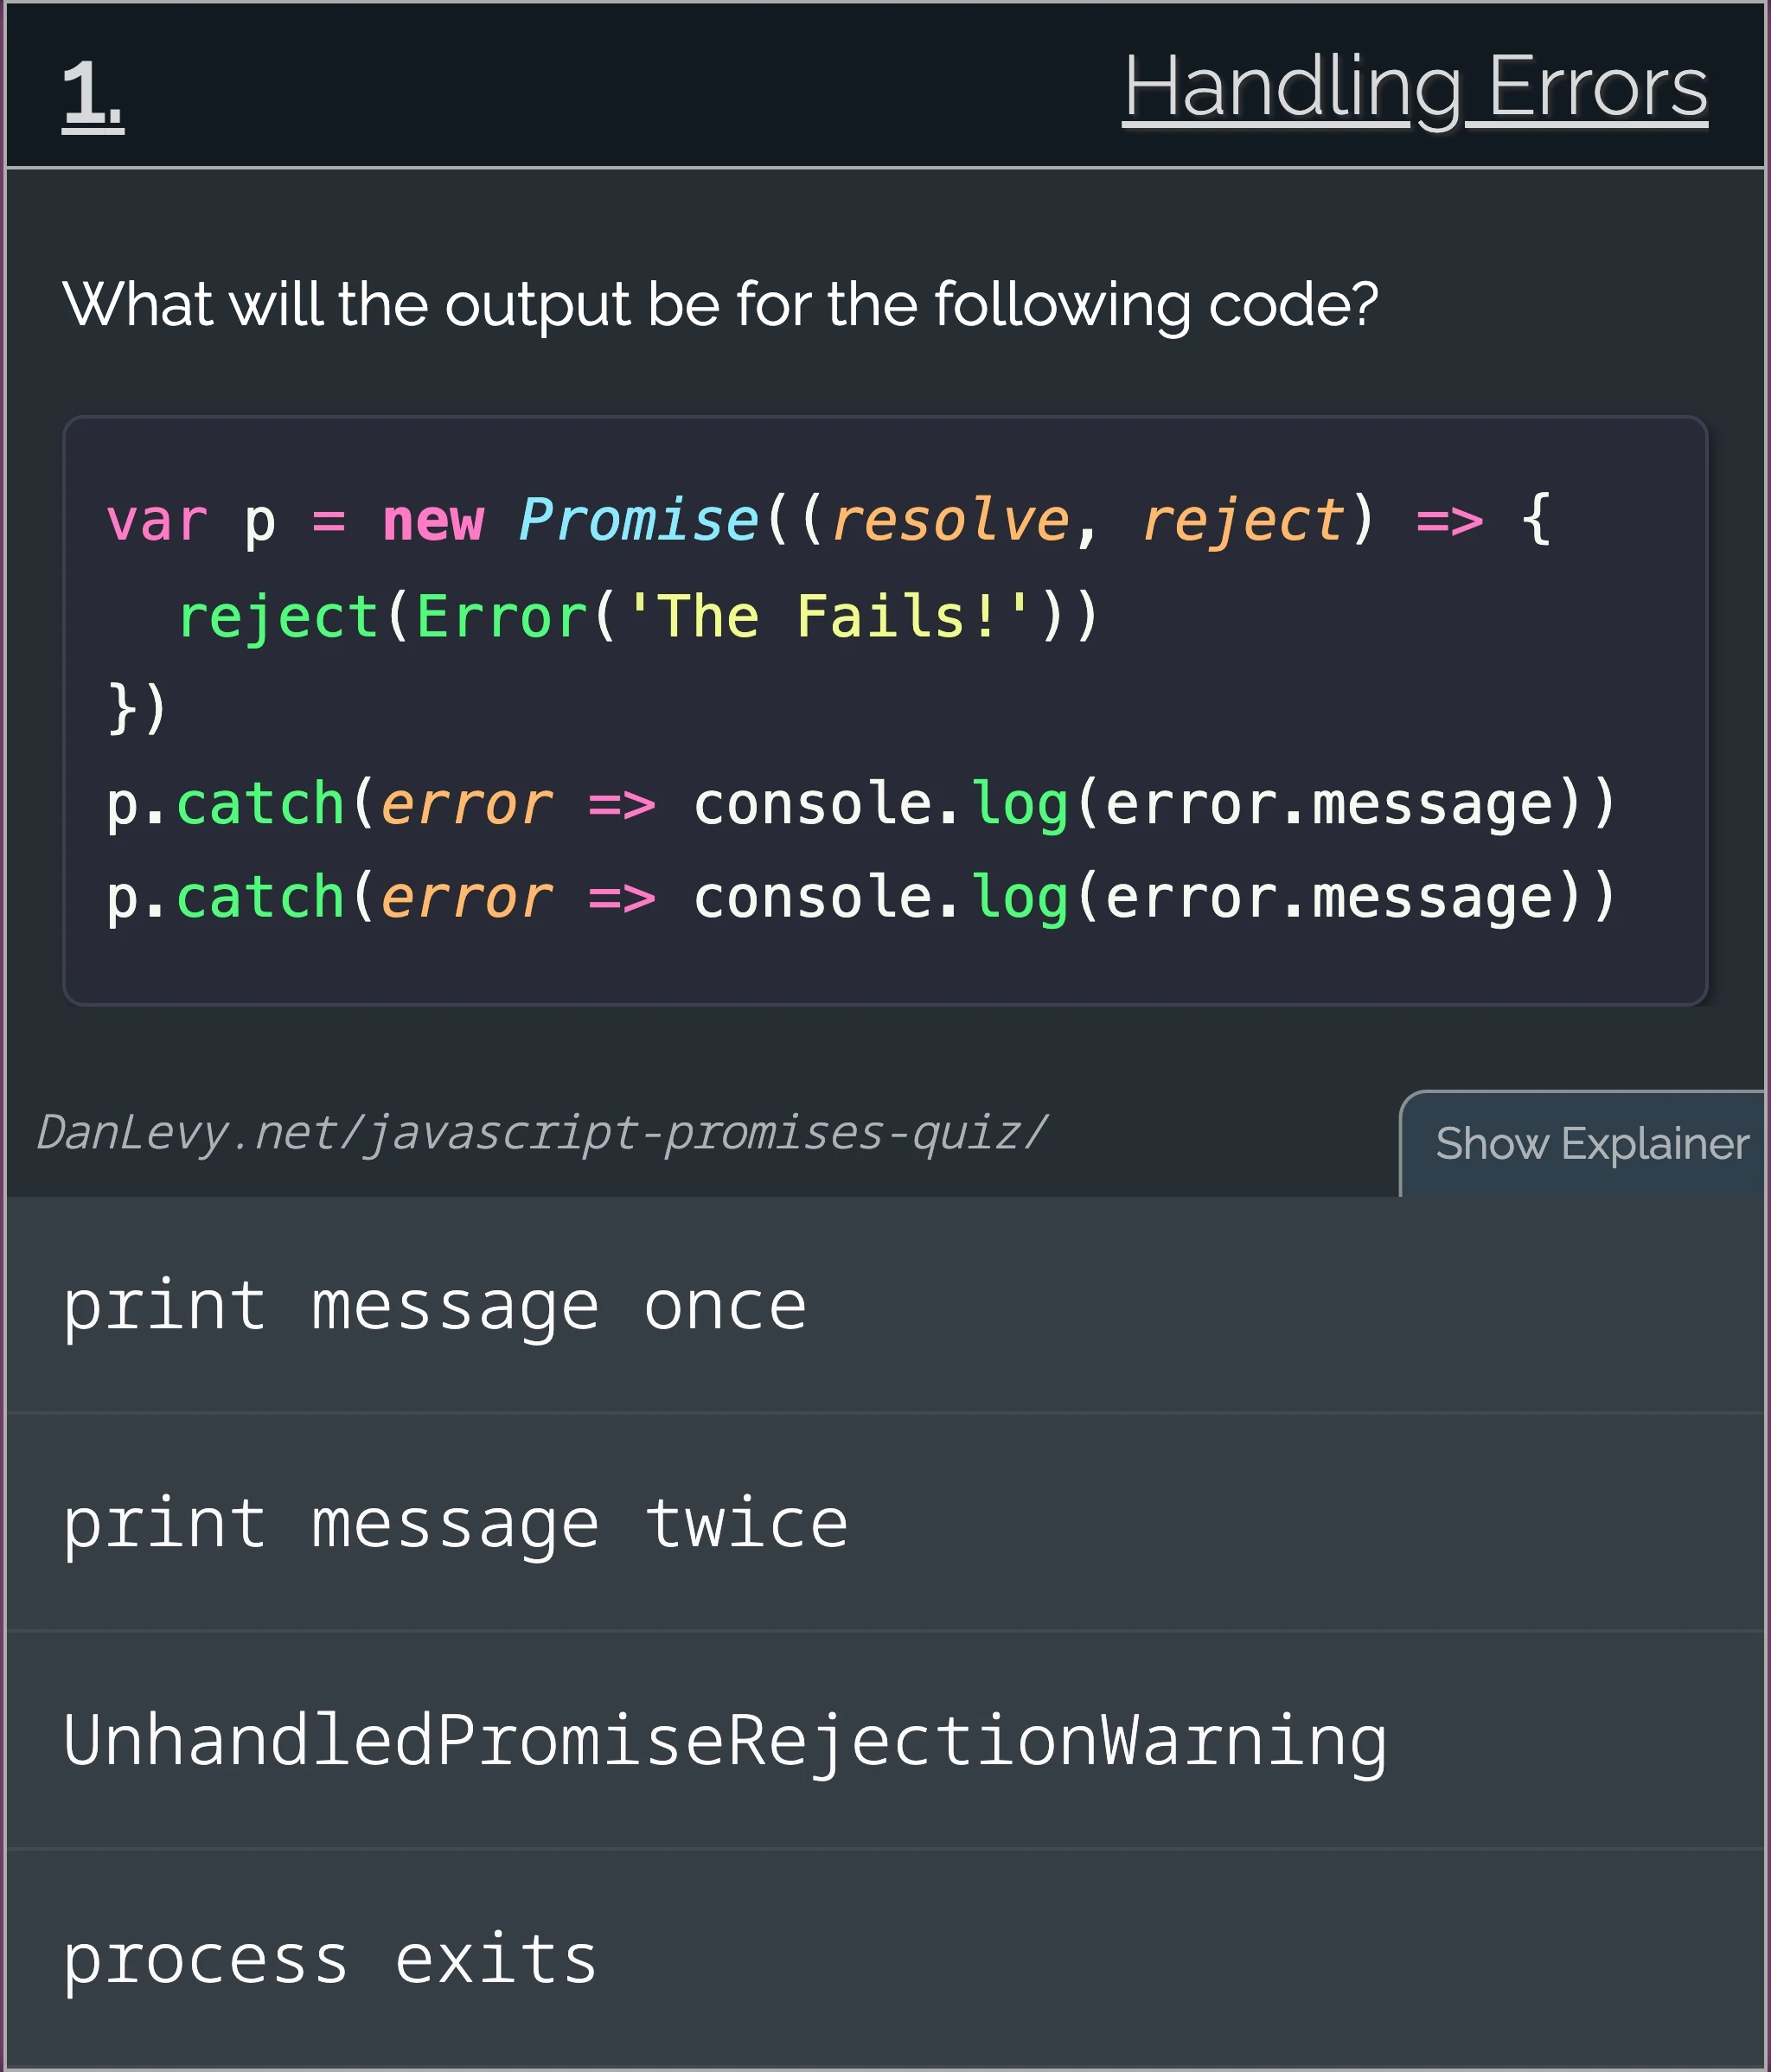 1.
Handling Errors
What will the output be for the following code?
var p = new Promise((resolve, reject) => {
  reject(Error('The Fails!'))
})
p.catch(error => console.log(error.message))
p.catch(error => console.log(error.message))
DanLevy.net/javascript-promises-quiz/
Show Explainer
print message once
print message twice
UnhandledPromiseRejectionWarning
process exits